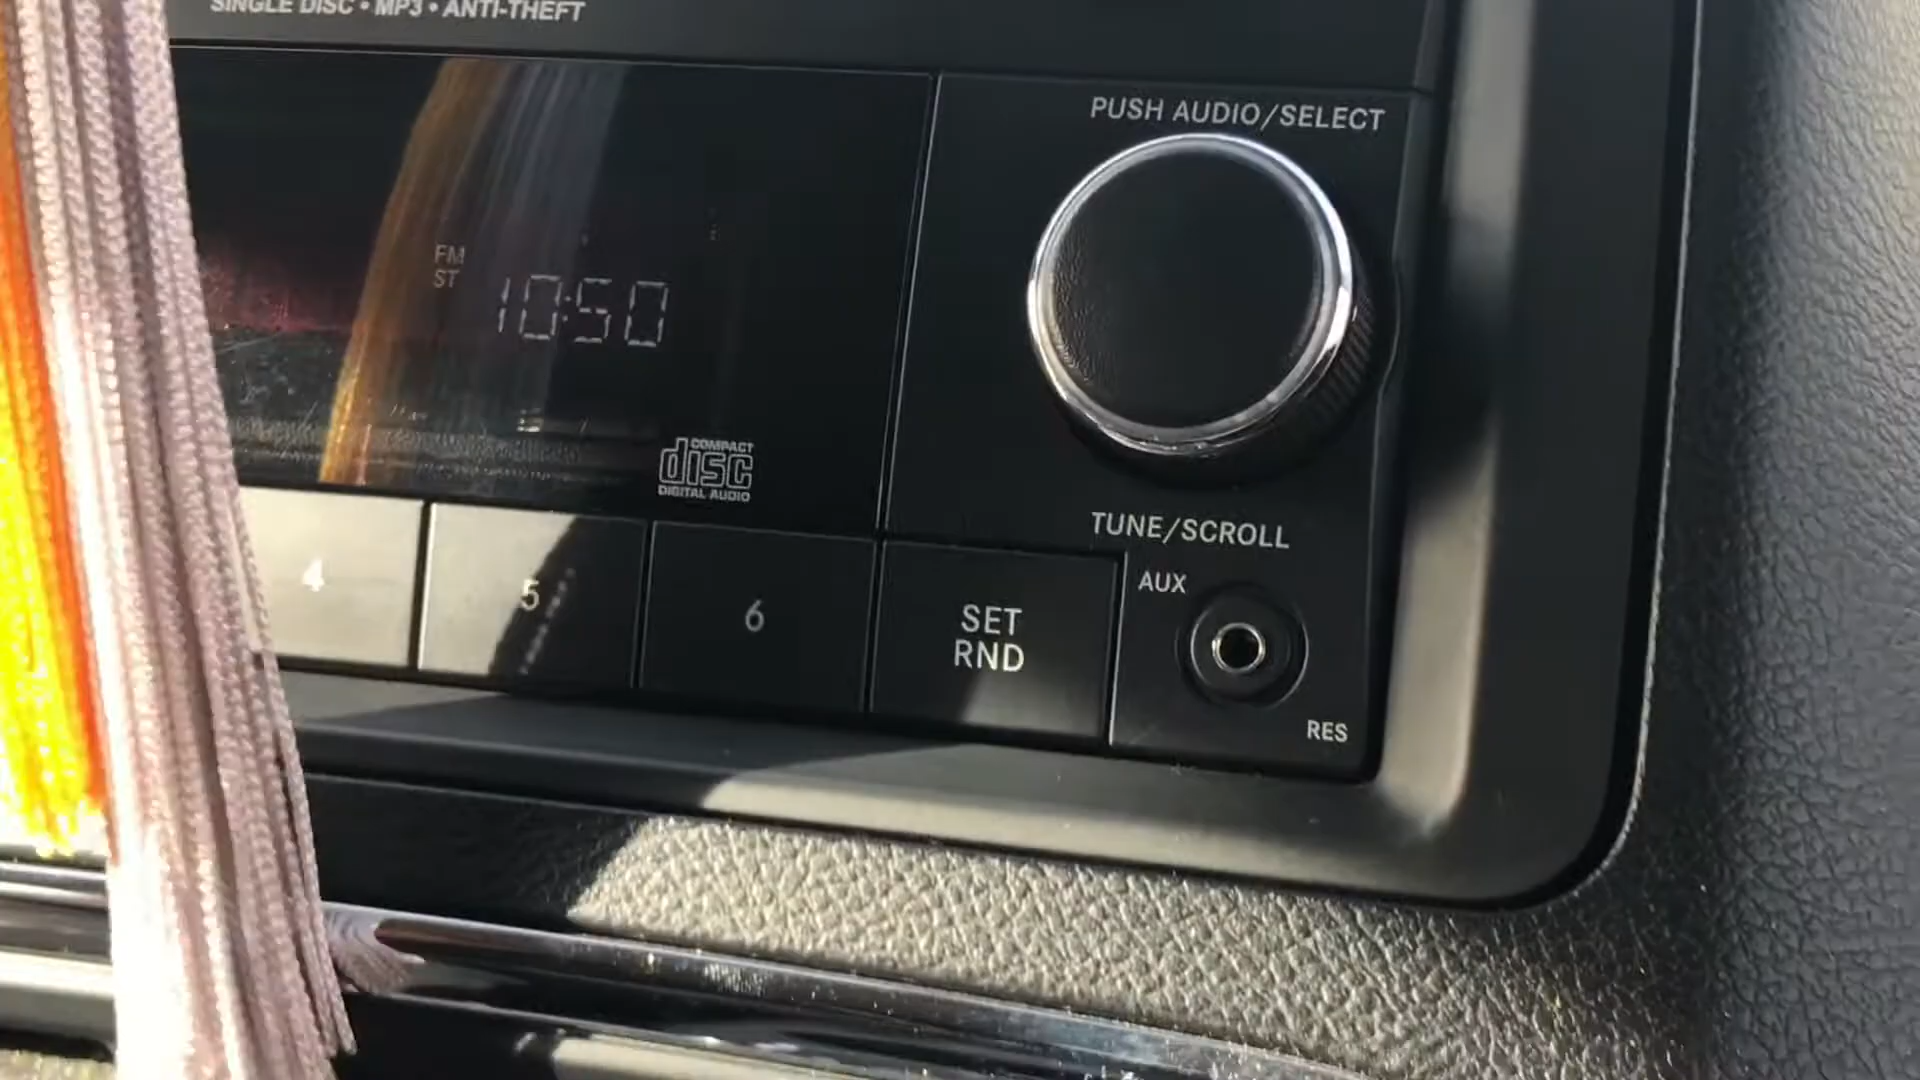 SINGLE DISC • MP3 • ANTI-THEFT
PUSH AUDIO/SELECT
FM
ST
10:50
COMPACT
disc
DIGITAL AUDIO
TUNE/SCROLL
AUX
4
5
6
SET
RND
RES